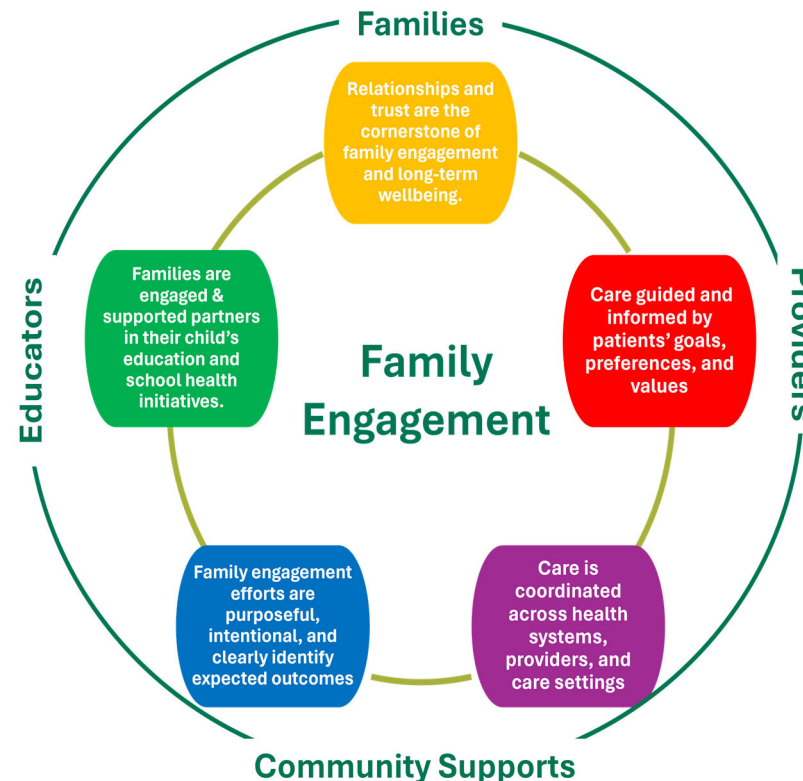 Families
Relationships and
trust are the
cornerstone of
family engagement
and long-term
wellbeing.
Families are
engaged &
supported partners
in their child’s
education and
school health
initiatives.
Care guided and
informed by
patients’ goals,
preferences, and
values
Educators
Providers
Family
Engagement
Family engagement
efforts are
purposeful,
intentional, and
clearly identify
expected outcomes
Care is
coordinated
across health
systems,
providers, and
care settings
Community Supports